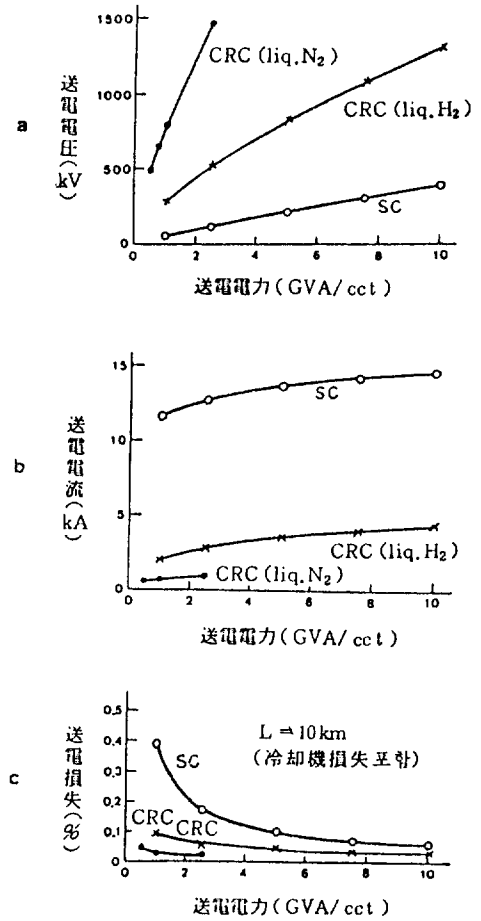 a
送電電圧(kV)
1500
1000
500
0
CRC (liq.N₂)
CRC (liq.H₂)
SC
0 2 4 6 8 10
送電電力 (GVA/cct)
b
送電電流(kA)
15
10
5
0
SC
CRC (liq.H₂)
CRC (liq.N₂)
0 2 4 6 8 10
送電電力 (GVA/cct)
c
送電損失(%)
0.5
0,4
0,3
0,2
0,1
0
L = 10 km
(冷却機損失 포함)
SC
CRC
CRC
0 2 4 6 8 10
送電電力 (GVA/cct)